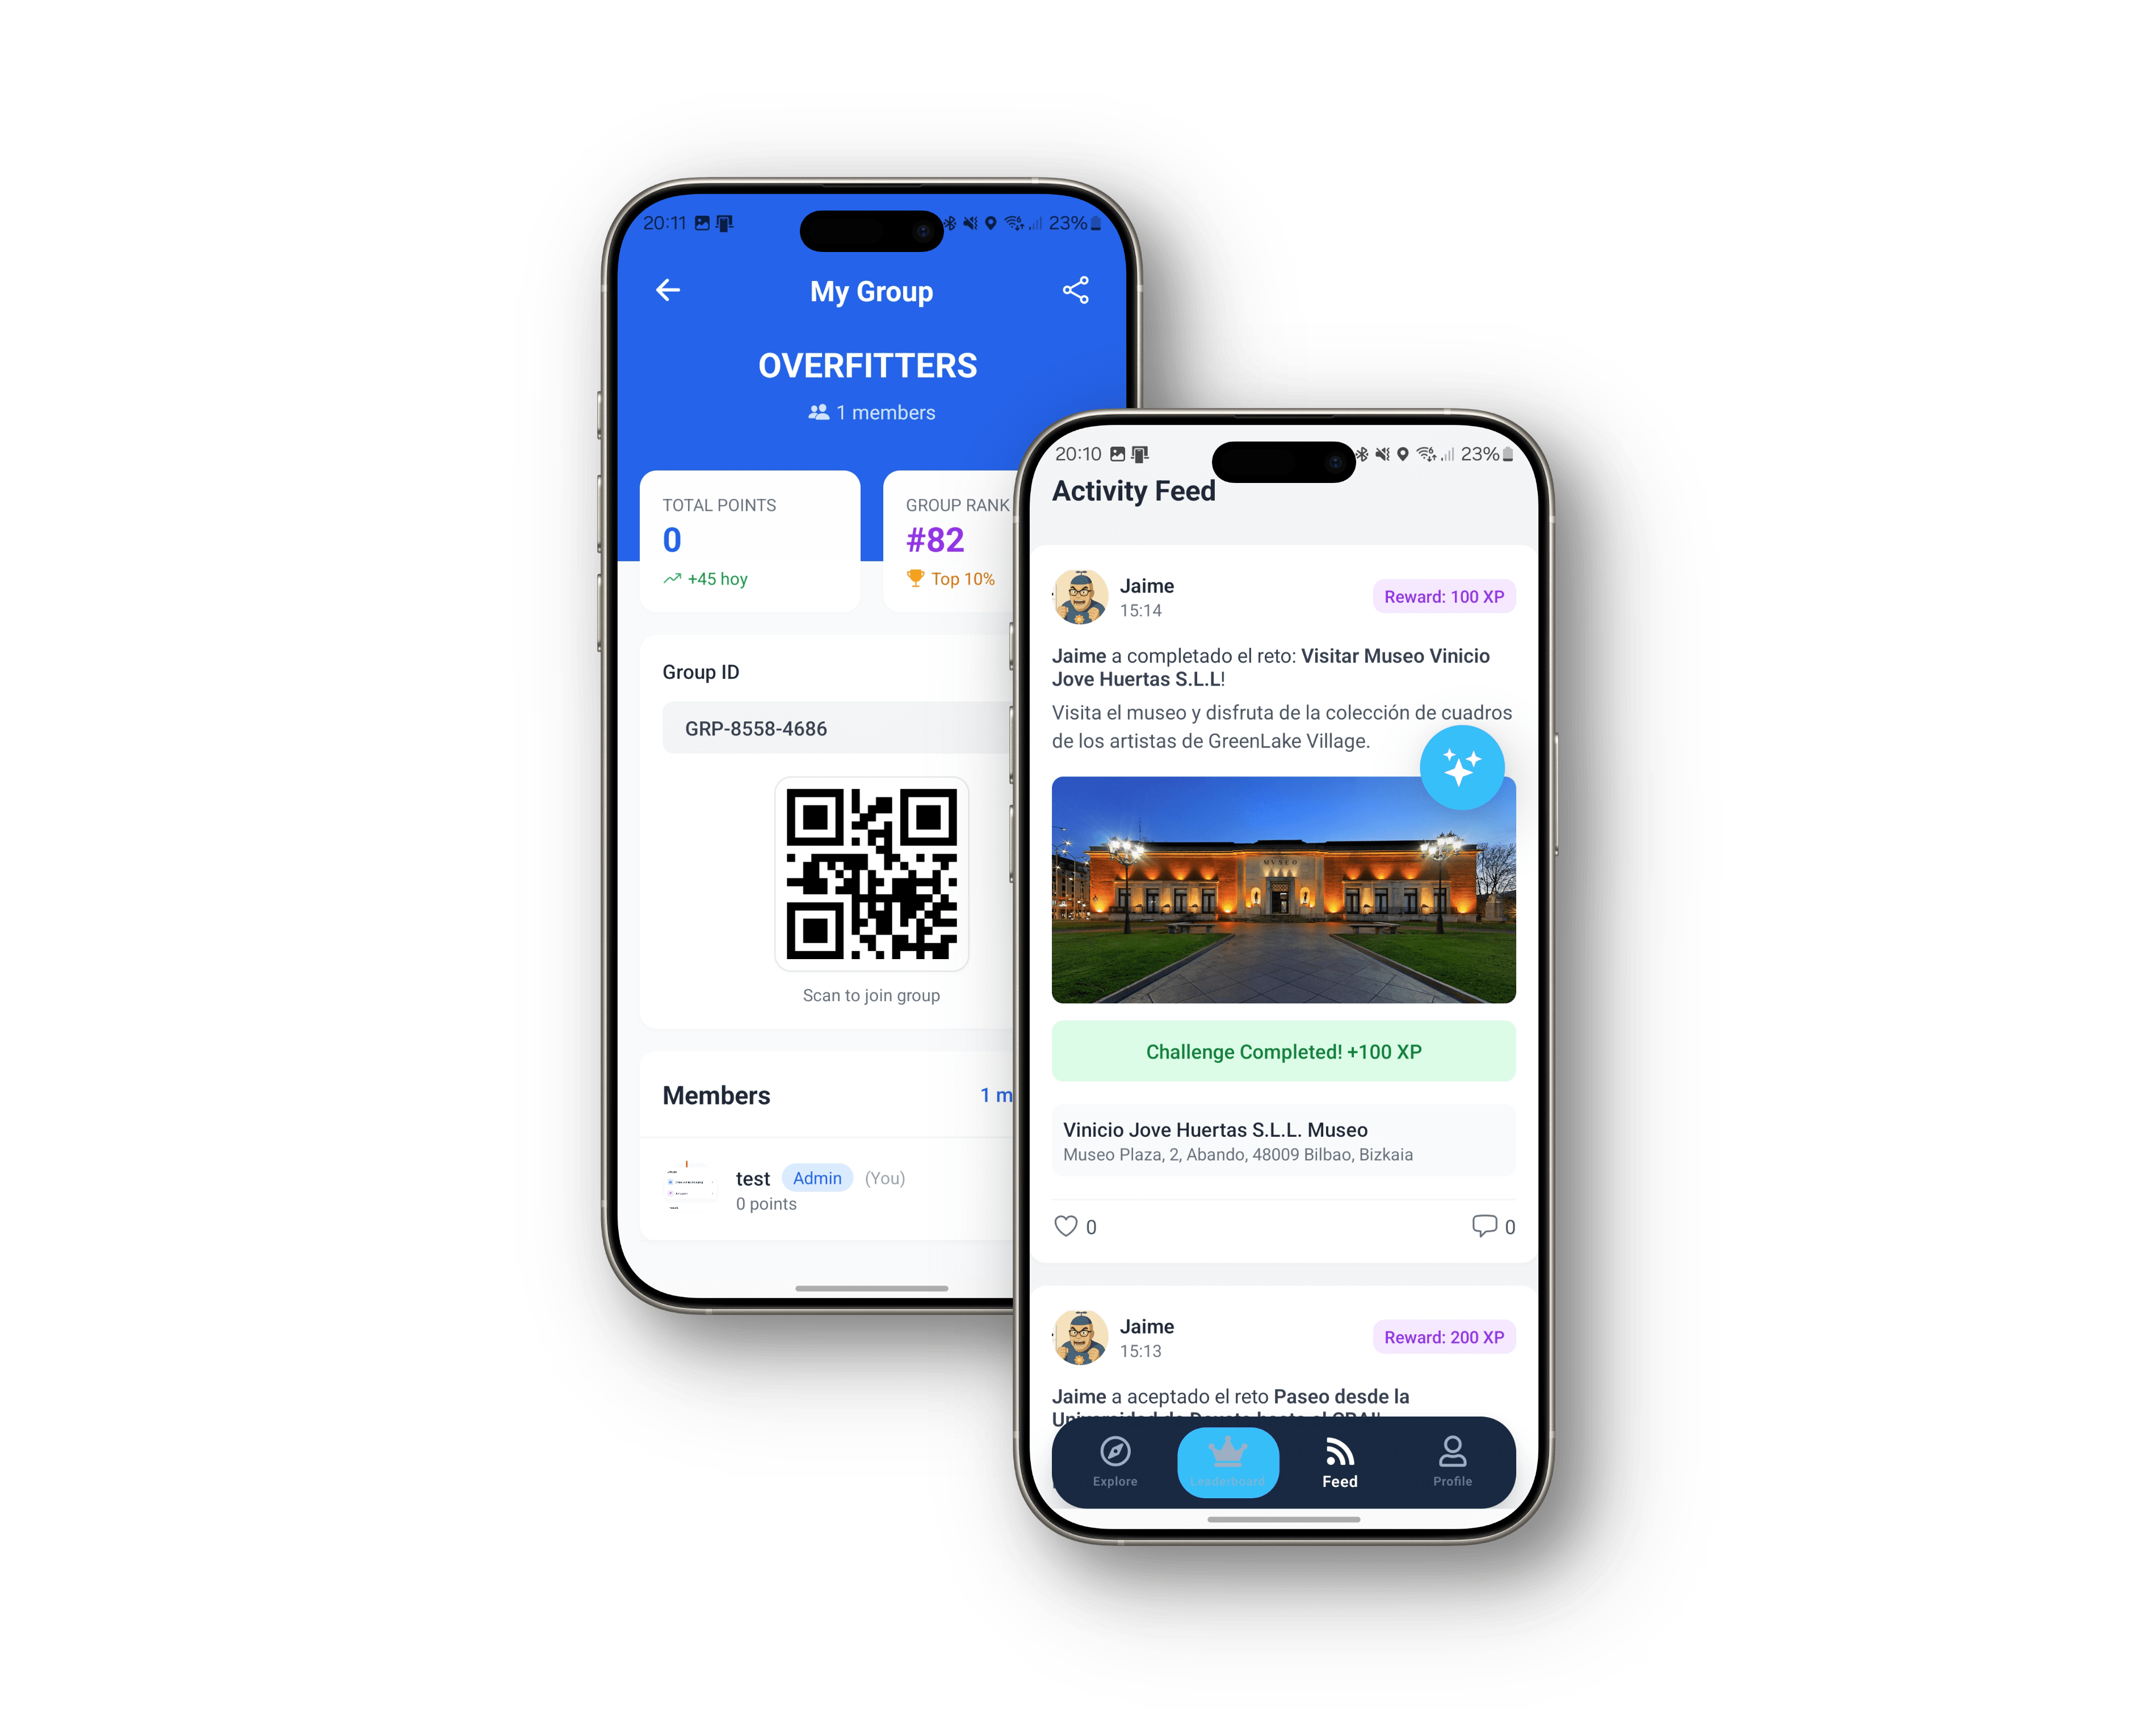 20:11
23%
My Group
OVERFITTERS
1 members
TOTAL POINTS
0
+45 hoy
GROUP RANK
#82
Top 10%
Group ID
GRP-8558-4686
Scan to join group
Members
1 m
test Admin (You)
0 points
20:10
23%
Activity Feed
Jaime
15:14
Reward: 100 XP
Jaime a completado el reto: Visitar Museo Vinicio
Jove Huertas S.L.L!
Visita el museo y disfruta de la colección de cuadros
de los artistas de GreenLake Village.
MVSEO
Challenge Completed! +100 XP
Vinicio Jove Huertas S.L.L. Museo
Museo Plaza, 2, Abando, 48009 Bilbao, Bizkaia
0
0
Jaime
15:13
Reward: 200 XP
Jaime a aceptado el reto Paseo desde la
Explore
Leaderboard
Feed
Profile